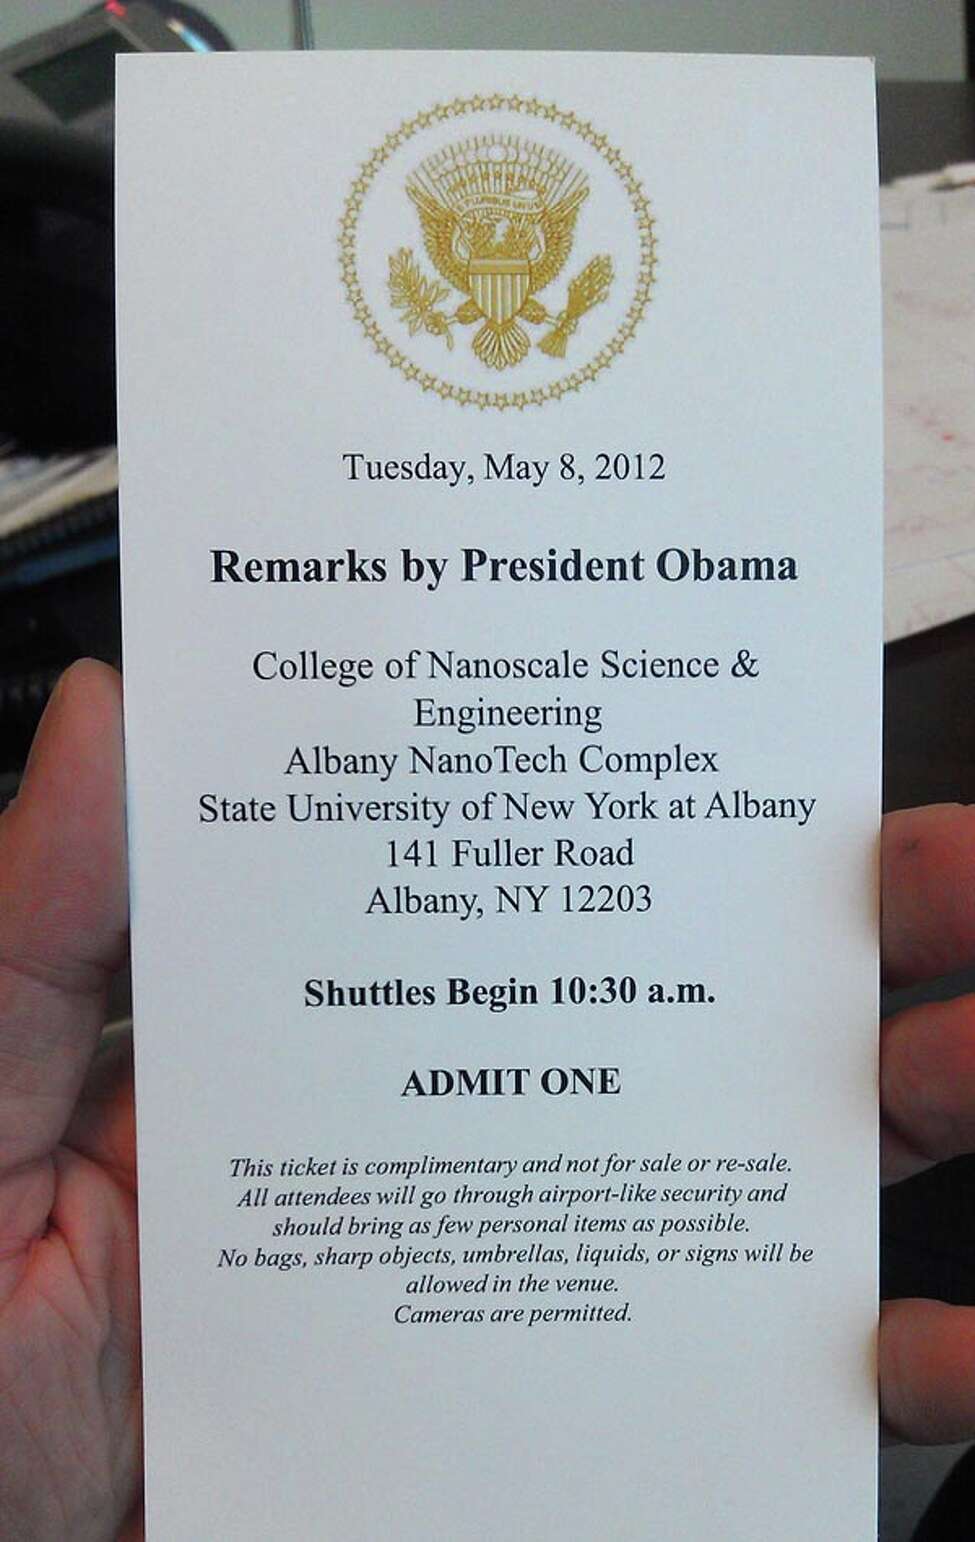 E PLURIBUS UNUM
Tuesday, May 8, 2012
Remarks by President Obama
College of Nanoscale Science &
Engineering
Albany NanoTech Complex
State University of New York at Albany
141 Fuller Road
Albany, NY 12203
Shuttles Begin 10:30 a.m.
ADMIT ONE
This ticket is complimentary and not for sale or re-sale.
All attendees will go through airport-like security and
should bring as few personal items as possible.
No bags, sharp objects, umbrellas, liquids, or signs will be
allowed in the venue.
Cameras are permitted.